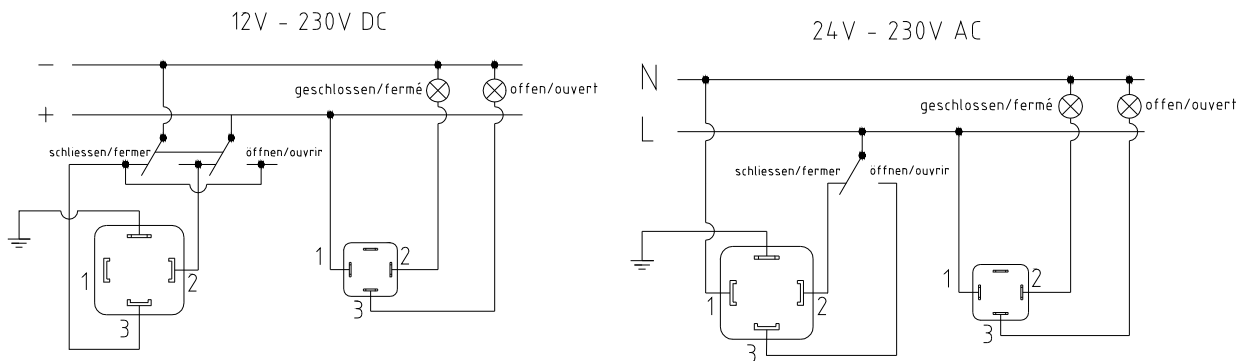 12V - 230V DC
−
+
geschlossen/fermé
offen/ouvert
schliessen/fermer
öffnen/ouvrir
1
2
3
1
2
3
24V - 230V AC
N
L
geschlossen/fermé
offen/ouvert
schliessen/fermer
öffnen/ouvrir
1
2
3
1
2
3